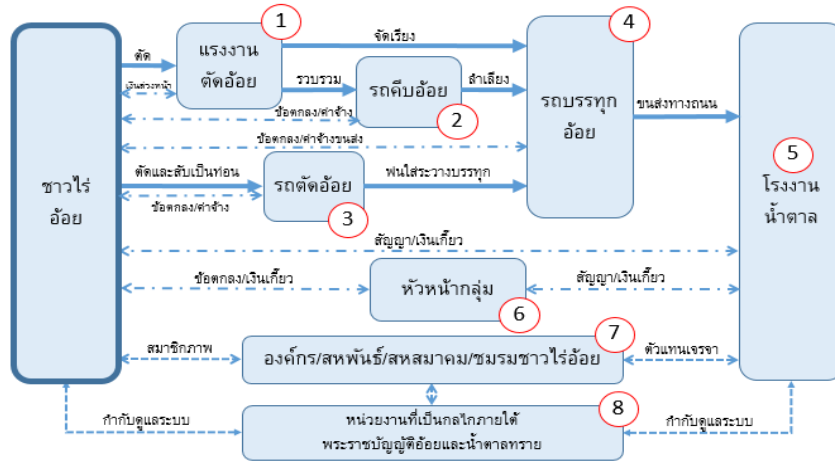 1
4
จัดเรียง
ตัด
แรงงาน
ตัดอ้อย
เงินล่วงหน้า
รวบรวม
รถคีบอ้อย
ลำเลียง
2
ข้อตกลง/ค่าจ้าง
รถบรรทุก
อ้อย
ขนส่งทางถนน
ข้อตกลง/ค่าจ้างขนส่ง
5
โรงงาน
น้ำตาล
ชาวไร่
อ้อย
ตัดและสับเป็นท่อน
รถตัดอ้อย
พ่นใส่ระวางบรรทุก
ข้อตกลง/ค่าจ้าง
3
สัญญา/เงินเกี๊ยว
ข้อตกลง/เงินเกี๊ยว
หัวหน้ากลุ่ม
สัญญา/เงินเกี๊ยว
6
7
สมาชิกภาพ
องค์กร/สหพันธ์/สหสมาคม/ชมรมชาวไร่อ้อย
ตัวแทนเจรจา
8
กำกับดูแลระบบ
หน่วยงานที่เป็นกลไกภายใต้
พระราชบัญญัติอ้อยและน้ำตาลทราย
กำกับดูแลระบบ